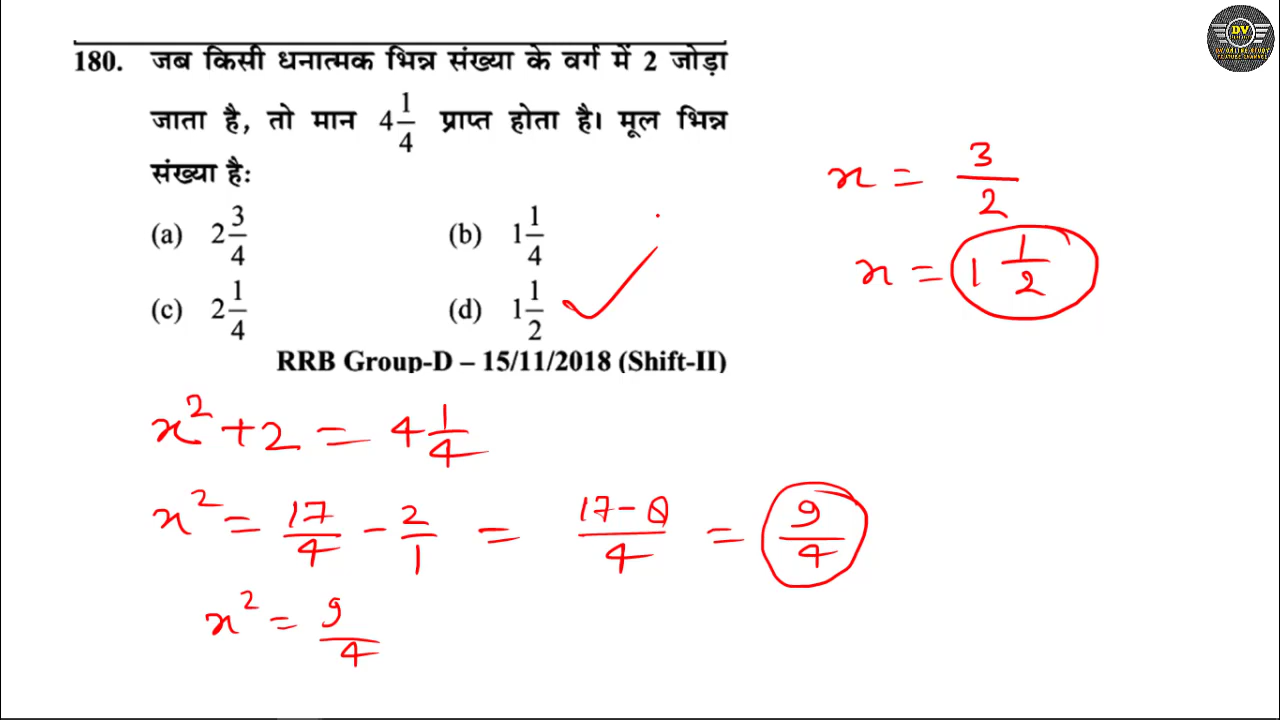 180. जब किसी धनात्मक भिन्न संख्या के वर्ग में 2 जोड़ा
जाता है, तो मान 4 1/4 प्राप्त होता है। मूल भिन्न
संख्या है:
(a) 2 3/4 (b) 1 1/4
(c) 2 1/4 (d) 1 1/2
RRB Group-D – 15/11/2018 (Shift-II)
x² + 2 = 4 1/4
x² = 17/4 - 2/1 = (17-8)/4 = 9/4
x² = 9/4
x = 3/2
x = 1 1/2
DV